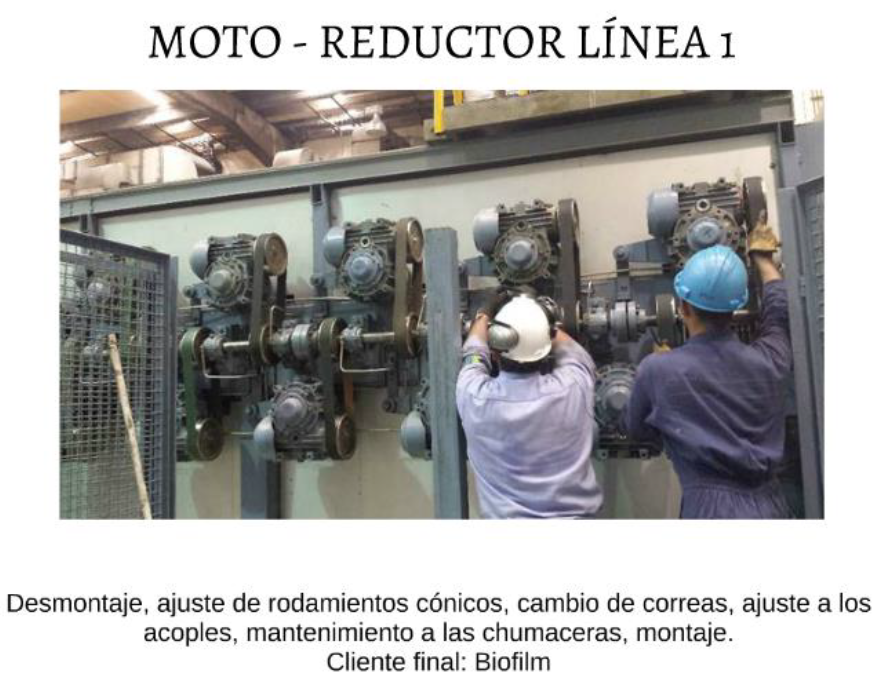 MOTO - REDUCTOR LÍNEA 1
Desmontaje, ajuste de rodamientos cónicos, cambio de correas, ajuste a los
acoples, mantenimiento a las chumaceras, montaje.
Cliente final: Biofilm